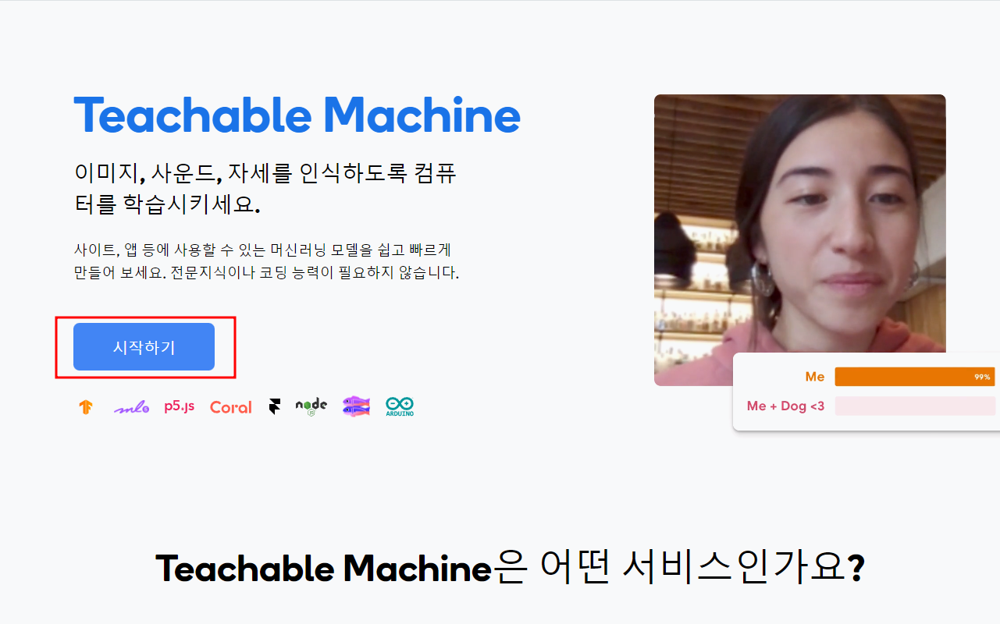 Teachable Machine
이미지, 사운드, 자세를 인식하도록 컴퓨
터를 학습시키세요.
사이트, 앱 등에 사용할 수 있는 머신러닝 모델을 쉽고 빠르게
만들어 보세요. 전문지식이나 코딩 능력이 필요하지 않습니다.
시작하기
ml5 p5.js Coral node js ARDUINO
Me 99%
Me + Dog <3
Teachable Machine은 어떤 서비스인가요?